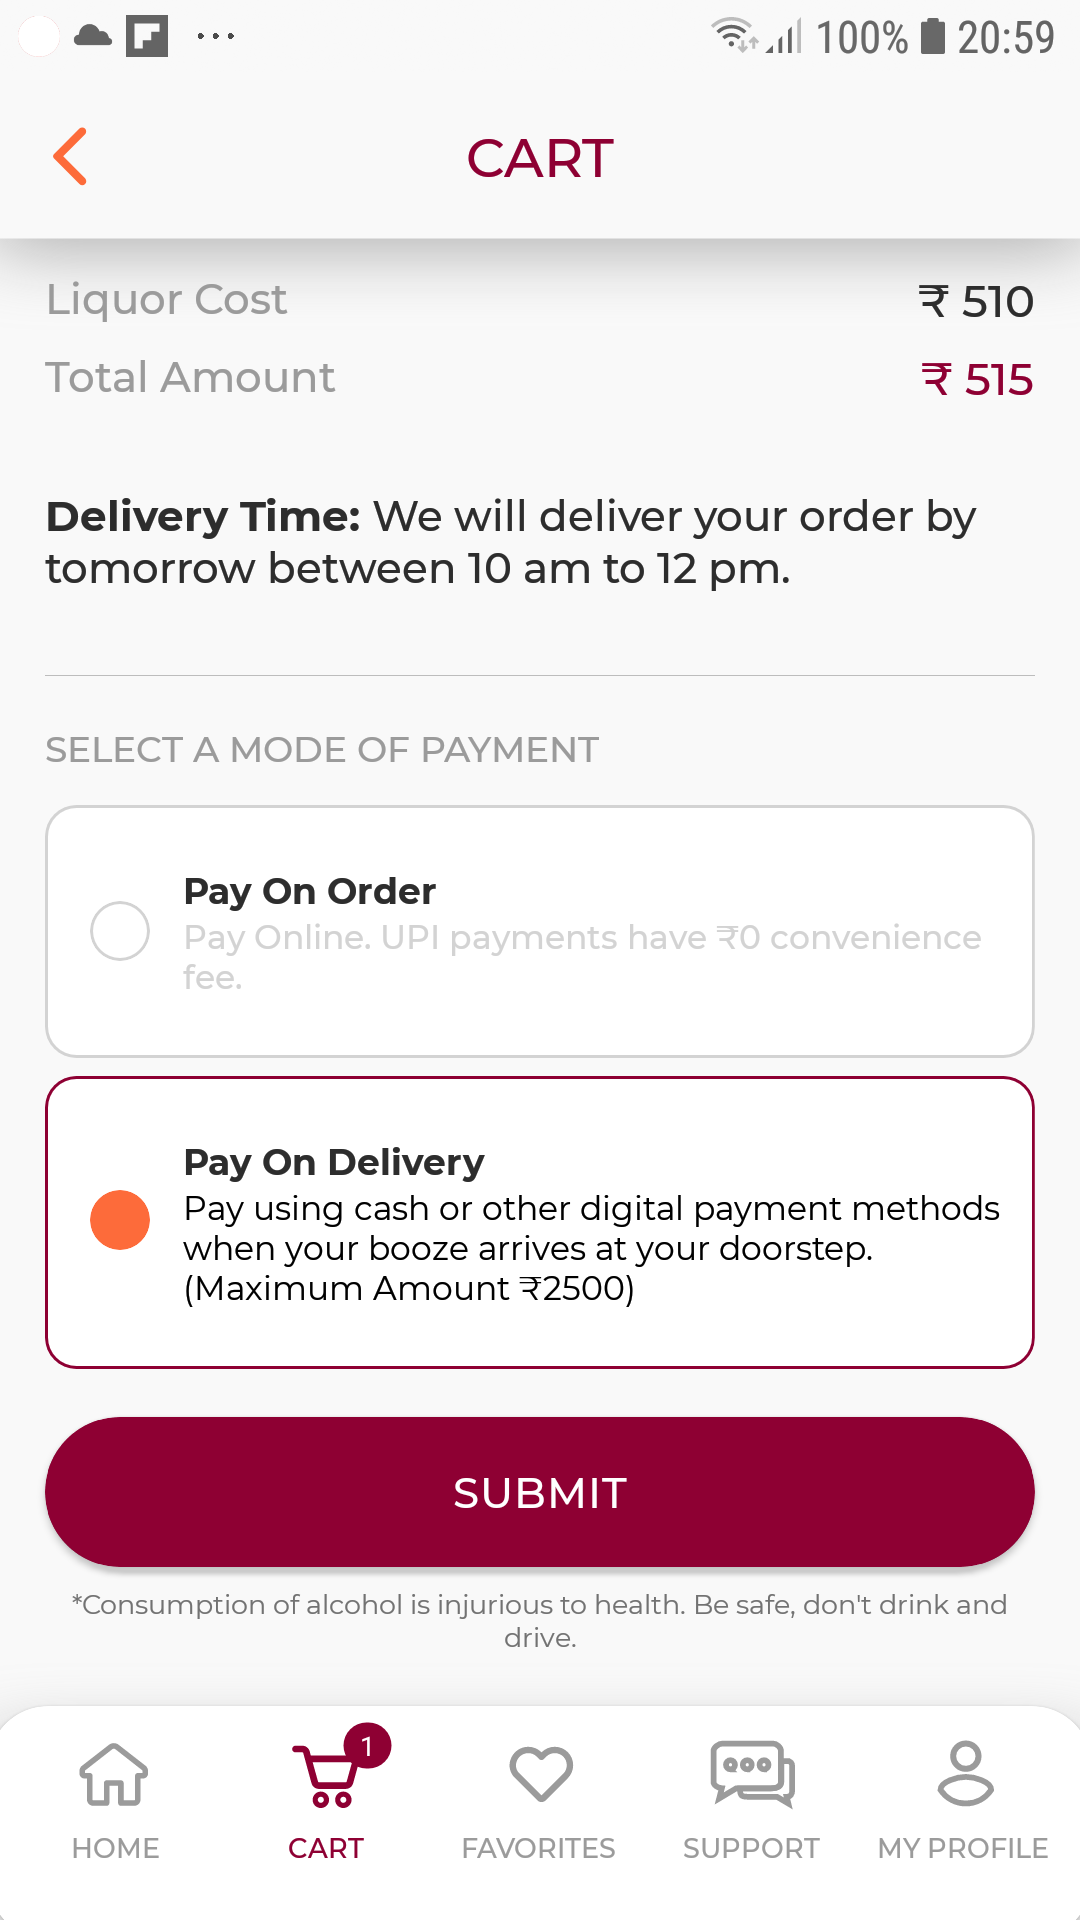 100% 20:59
CART
Liquor Cost ₹ 510
Total Amount ₹ 515
Delivery Time: We will deliver your order by
tomorrow between 10 am to 12 pm.
SELECT A MODE OF PAYMENT
Pay On Order
Pay Online. UPI payments have ₹0 convenience
fee.
Pay On Delivery
Pay using cash or other digital payment methods
when your booze arrives at your doorstep.
(Maximum Amount ₹2500)
SUBMIT
*Consumption of alcohol is injurious to health. Be safe, don't drink and
drive.
1
HOME CART FAVORITES SUPPORT MY PROFILE